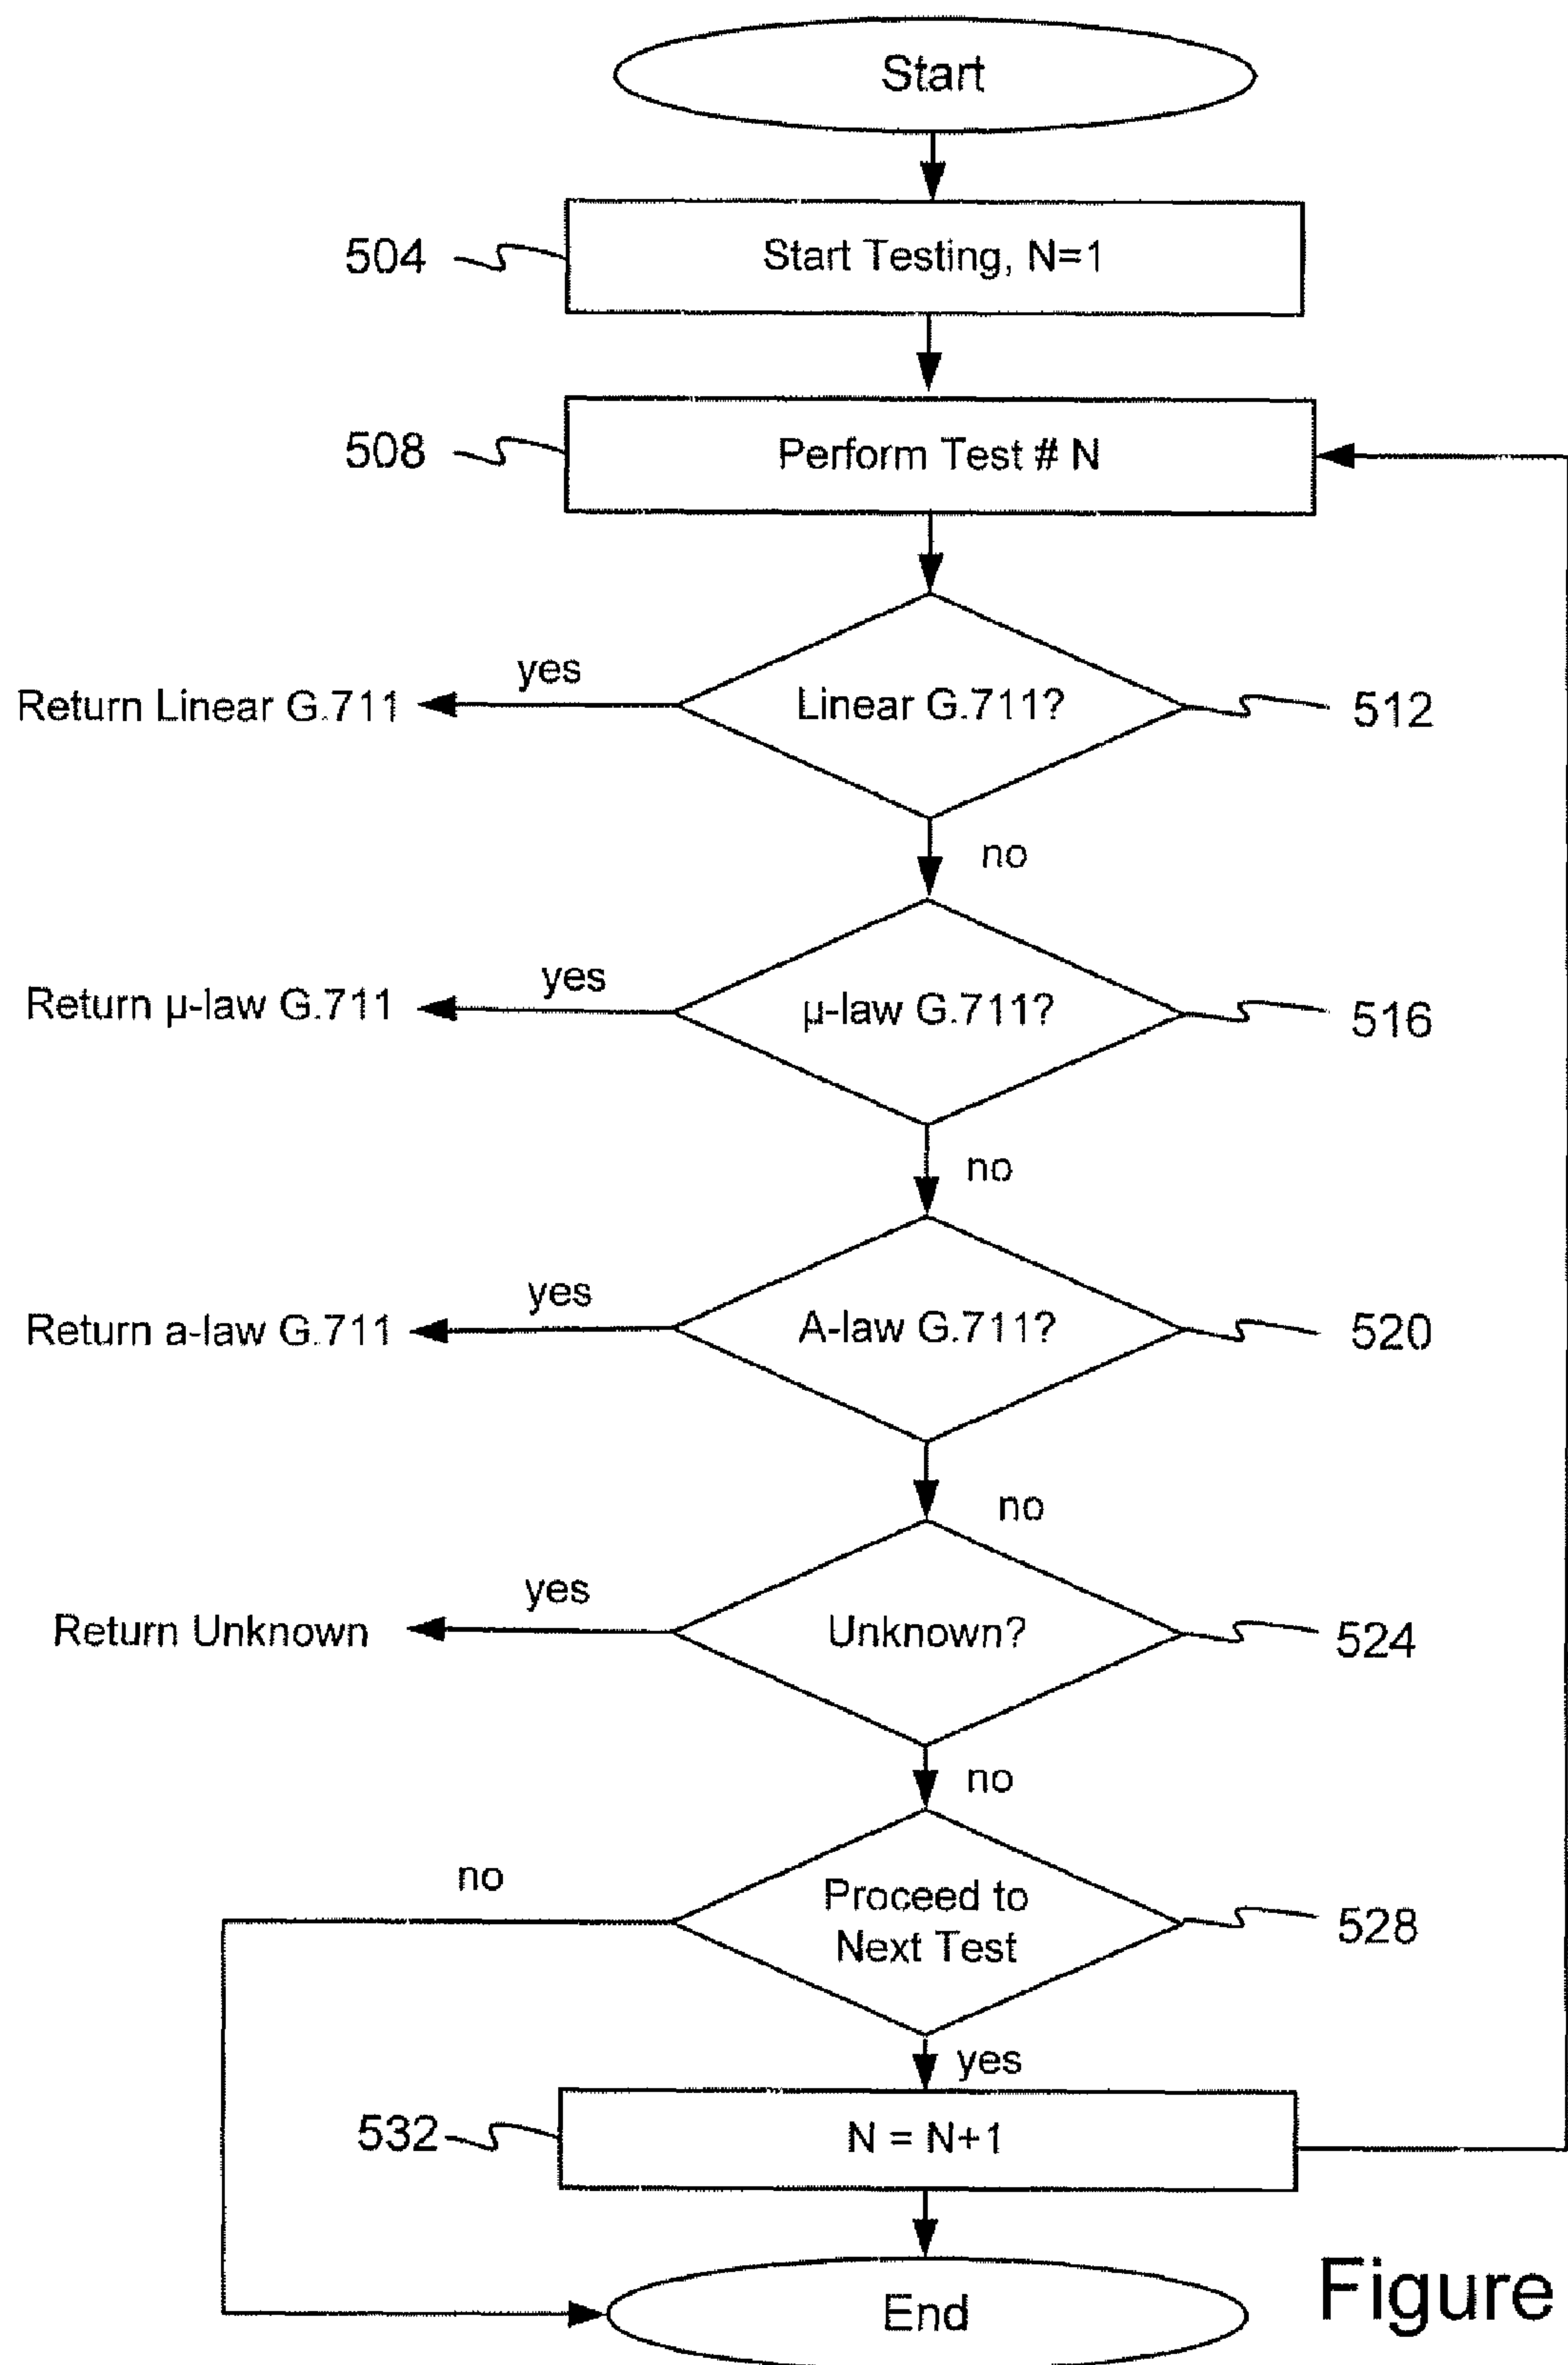 Start
504
Start Testing, N=1
508
Perform Test # N
yes
Return Linear G.711
Linear G.711?
512
no
yes
Return µ-law G.711
µ-law G.711?
516
no
yes
Return a-law G.711
A-law G.711?
520
no
yes
Return Unknown
Unknown?
524
no
no
Proceed to
Next Test
528
yes
532
N = N+1
End
Figure